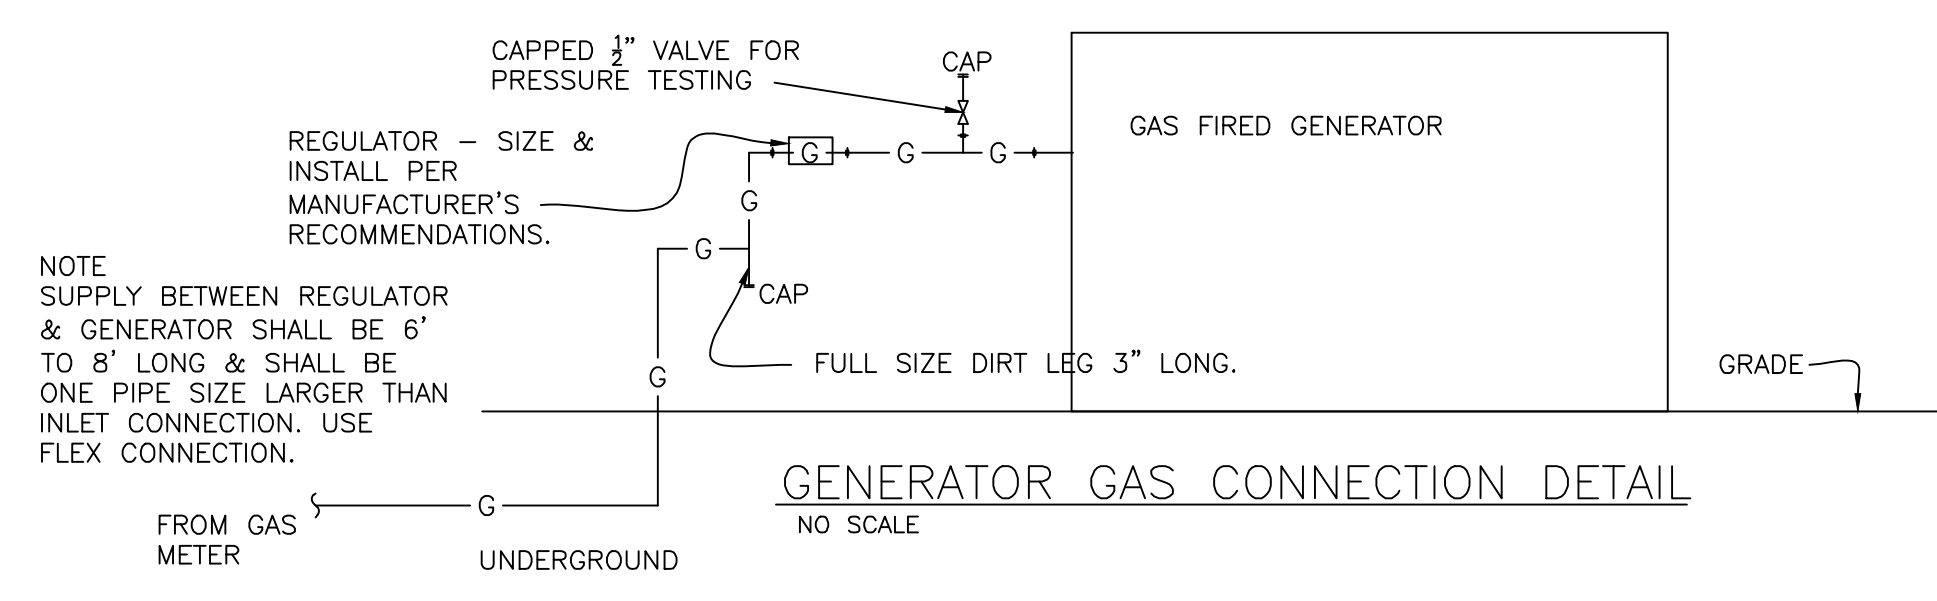 CAPPED 1/2" VALVE FOR
PRESSURE TESTING
CAP
GAS FIRED GENERATOR
REGULATOR – SIZE &
INSTALL PER
MANUFACTURER'S
RECOMMENDATIONS.
G
G
G
G
G
CAP
NOTE
SUPPLY BETWEEN REGULATOR
& GENERATOR SHALL BE 6'
TO 8' LONG & SHALL BE
ONE PIPE SIZE LARGER THAN
INLET CONNECTION. USE
FLEX CONNECTION.
FULL SIZE DIRT LEG 3" LONG.
GRADE
G
G
FROM GAS
METER
UNDERGROUND
GENERATOR GAS CONNECTION DETAIL
NO SCALE